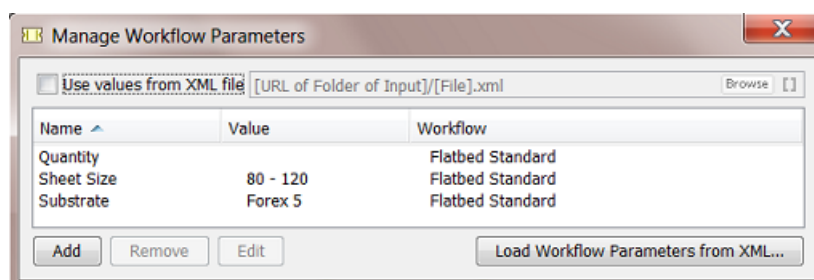 Manage Workflow Parameters
X
Use values from XML file [URL of Folder of Input]/[File].xml Browse []
Name Value Workflow
Quantity Flatbed Standard
Sheet Size 80 - 120 Flatbed Standard
Substrate Forex 5 Flatbed Standard
Add Remove Edit Load Workflow Parameters from XML...